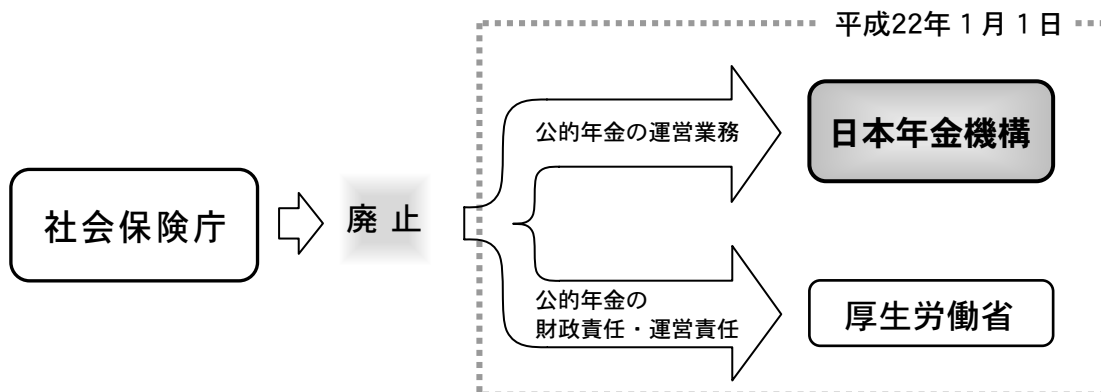 平成22年1月1日
公的年金の運営業務
日本年金機構
社会保険庁
廃止
公的年金の
財政責任・運営責任
厚生労働省